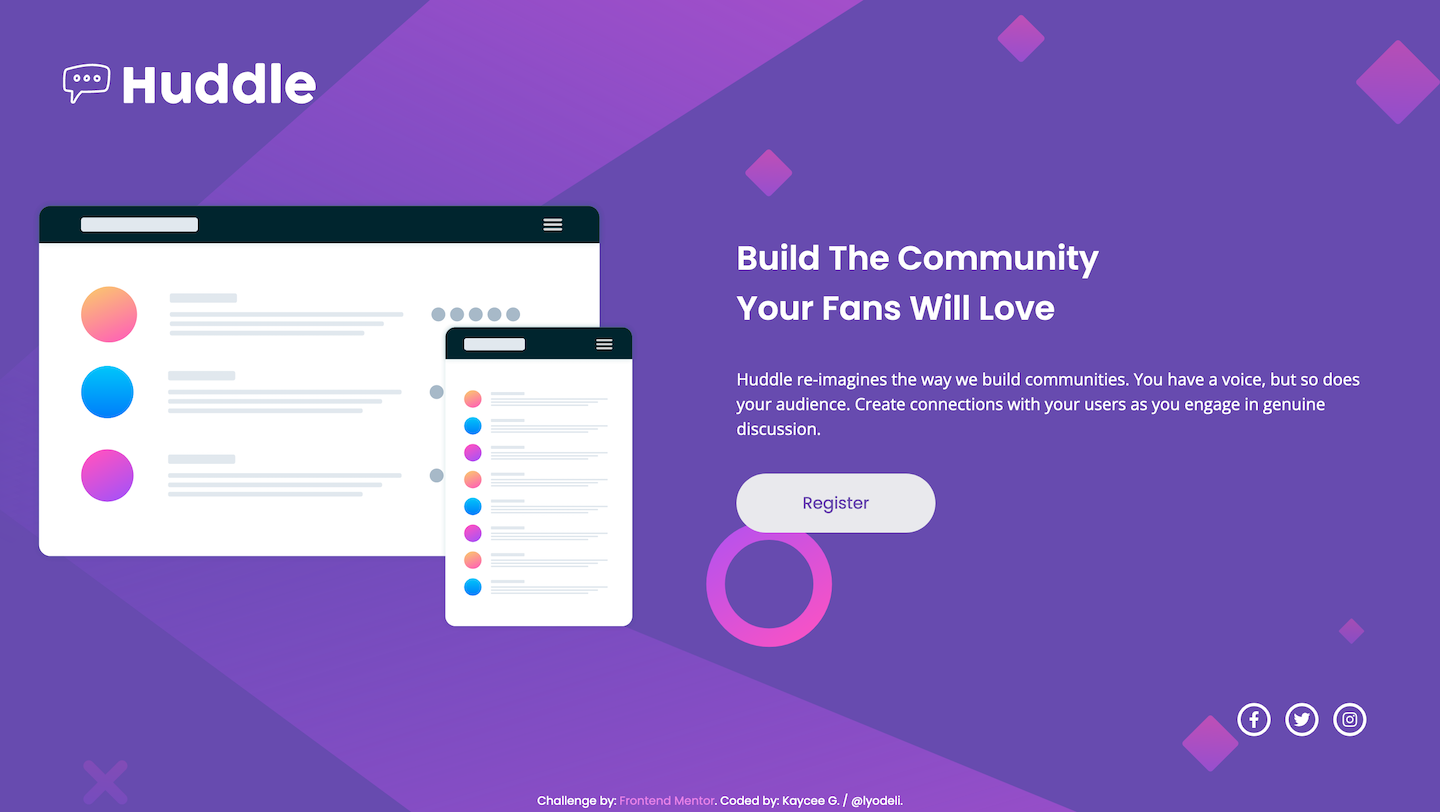 Huddle
Build The Community
Your Fans Will Love
Huddle re-imagines the way we build communities. You have a voice, but so does
your audience. Create connections with your users as you engage in genuine
discussion.
Register
Challenge by: Frontend Mentor. Coded by: Kaycee G. / @lyodeli.